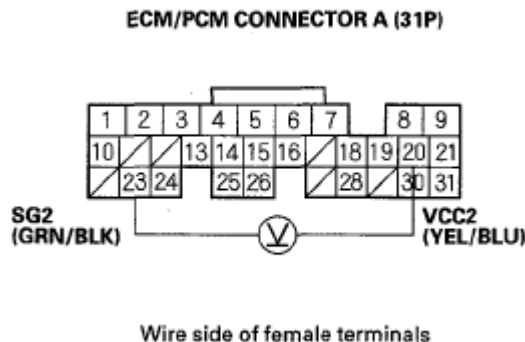 ECM/PCM CONNECTOR A (31P)
1 2 3 4 5 6 7 8 9
10 13 14 15 16 18 19 20 21
23 24 25 26 28 30 31
SG2
(GRN/BLK)
V
VCC2
(YEL/BLU)
Wire side of female terminals